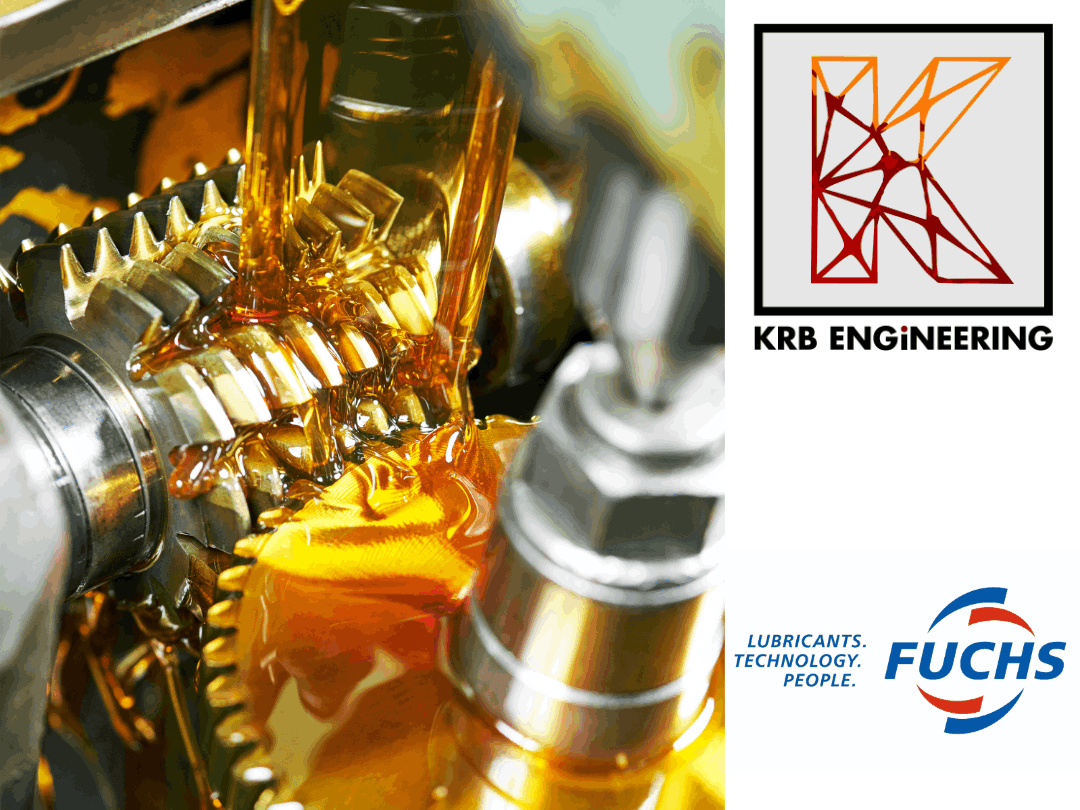 KRB ENGiNEERING
LUBRICANTS.
TECHNOLOGY.
PEOPLE.
FUCHS